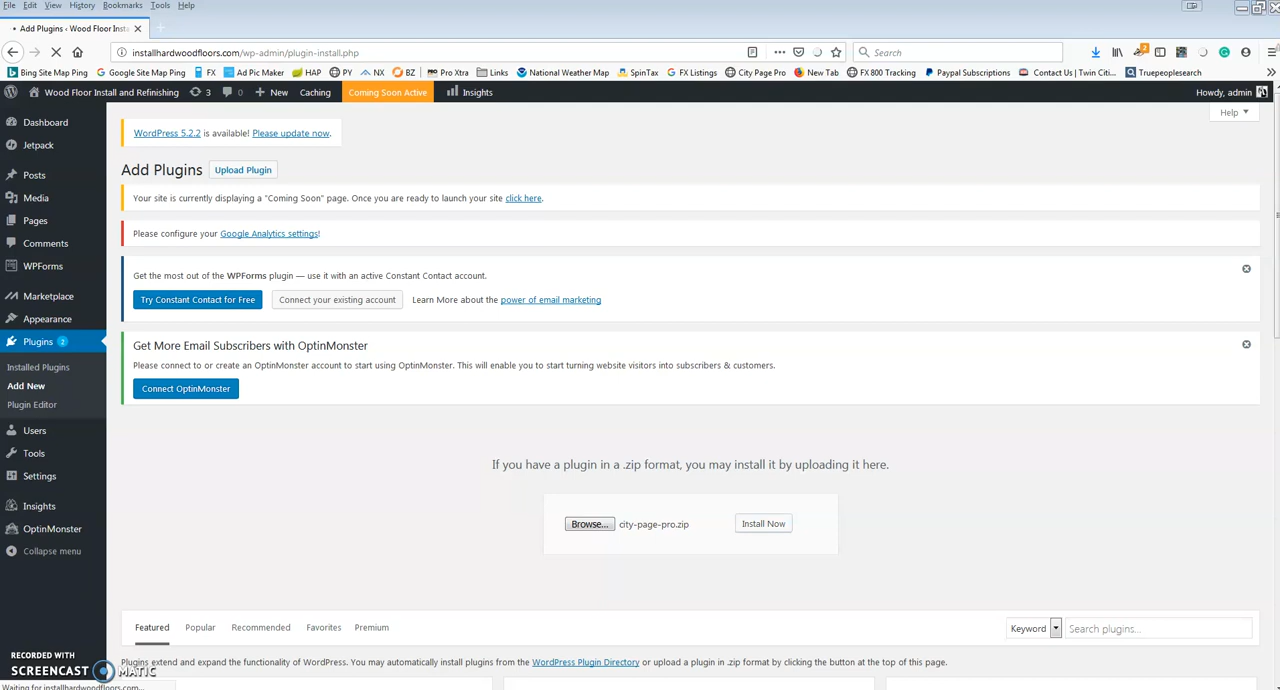 File Edit View History Bookmarks Tools Help
Add Plugins ‹ Wood Floor Insta
installhardwoodfloors.com/wp-admin/plugin-install.php
Search
Bing Site Map Ping Google Site Map Ping FX Ad Pic Maker HAP PY NX BZ Pro Xtra Links National Weather Map SpinTax FX Listings City Page Pro New Tab FX 800 Tracking Paypal Subscriptions Contact Us | Twin Citi... Truepeoplesearch
Wood Floor Install and Refinishing 3 0 New Caching Coming Soon Active Insights Howdy, admin
Help
Dashboard
Jetpack
Posts
Media
Pages
Comments
WPForms
Marketplace
Appearance
Plugins 2
Installed Plugins
Add New
Plugin Editor
Users
Tools
Settings
Insights
OptinMonster
Collapse menu
WordPress 5.2.2 is available! Please update now.
Add Plugins Upload Plugin
Your site is currently displaying a "Coming Soon" page. Once you are ready to launch your site click here.
Please configure your Google Analytics settings!
Get the most out of the WPForms plugin — use it with an active Constant Contact account.
Try Constant Contact for Free Connect your existing account Learn More about the power of email marketing
Get More Email Subscribers with OptinMonster
Please connect to or create an OptinMonster account to start using OptinMonster. This will enable you to start turning website visitors into subscribers & customers.
Connect OptinMonster
If you have a plugin in a .zip format, you may install it by uploading it here.
Browse... city-page-pro.zip Install Now
Featured Popular Recommended Favorites Premium Keyword Search plugins...
Plugins extend and expand the functionality of WordPress. You may automatically install plugins from the WordPress Plugin Directory or upload a plugin in .zip format by clicking the button at the top of this page.
RECORDED WITH
SCREENCAST MATIC
Waiting for installhardwoodfloors.com...